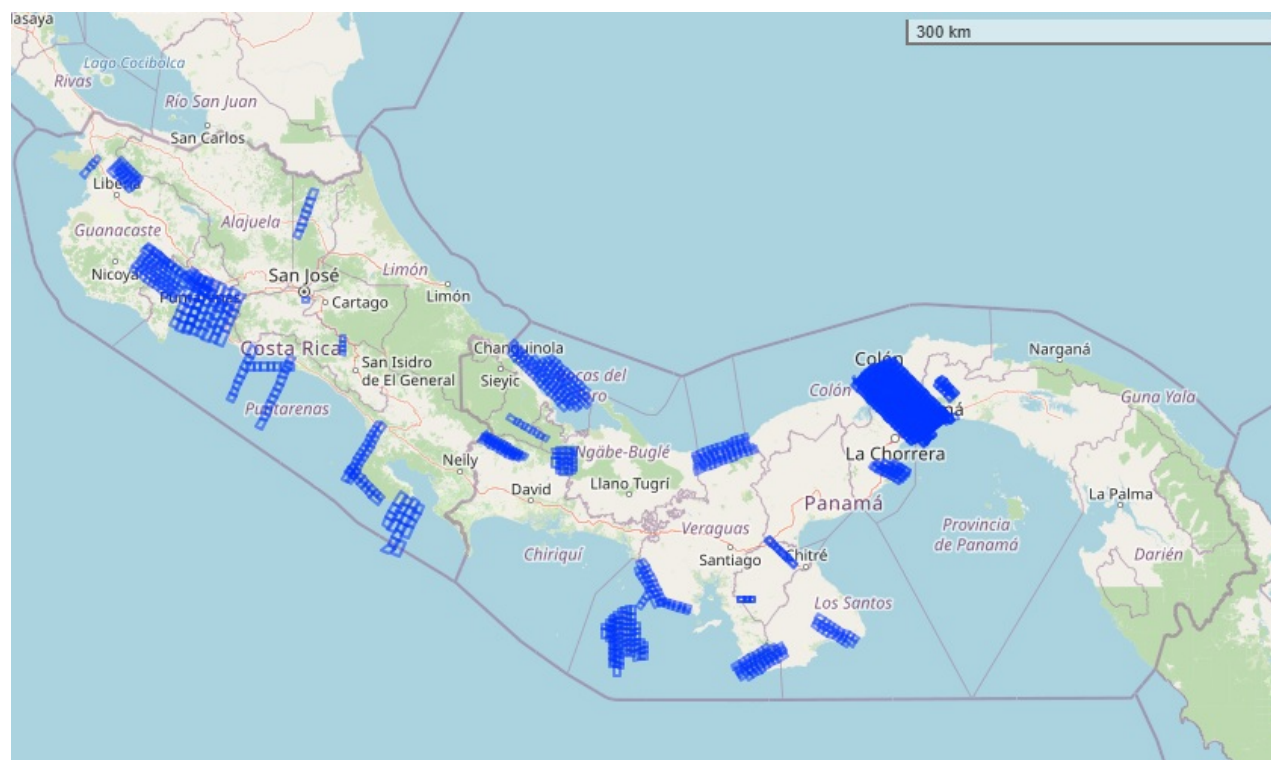 asaya
300 km
Lago Cocibolca
Rivas
Río San Juan
San Carlos
Liberia
Alajuela
Guanacaste
Nicoya
San José
Limón
Limón
Cartago
Costa Rica
San Isidro
de El General
Puntarenas
Changuinola
Sieyic
Colón
Narganá
Colón
Guna Yala
Neily
Ngäbe-Buglé
La Chorrera
David
Llano Tugrí
Panamá
La Palma
Veraguas
Provincia
de Panamá
Chiriquí
Santiago
Chitré
Darién
Los Santos